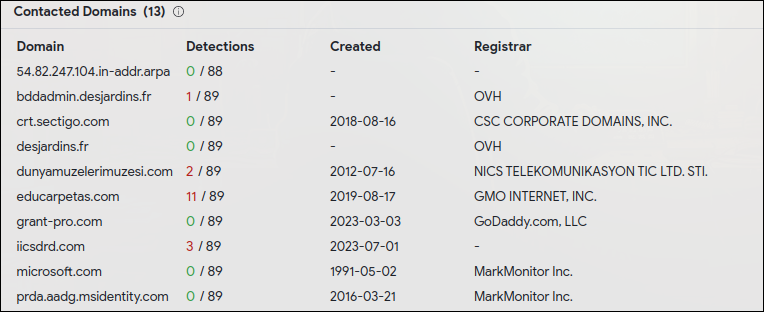 Contacted Domains (13)
Domain Detections Created Registrar
54.82.247.104.in-addr.arpa 0 / 88 - -
bddadmin.desjardins.fr 1 / 89 - OVH
crt.sectigo.com 0 / 89 2018-08-16 CSC CORPORATE DOMAINS, INC.
desjardins.fr 0 / 89 - OVH
dunyamuzelerimuzesi.com 2 / 89 2012-07-16 NICS TELEKOMUNIKASYON TIC LTD. STI.
educarpetas.com 11 / 89 2019-08-17 GMO INTERNET, INC.
grant-pro.com 0 / 89 2023-03-03 GoDaddy.com, LLC
iicsdrd.com 3 / 89 2023-07-01 -
microsoft.com 0 / 89 1991-05-02 MarkMonitor Inc.
prda.aadg.msidentity.com 0 / 89 2016-03-21 MarkMonitor Inc.